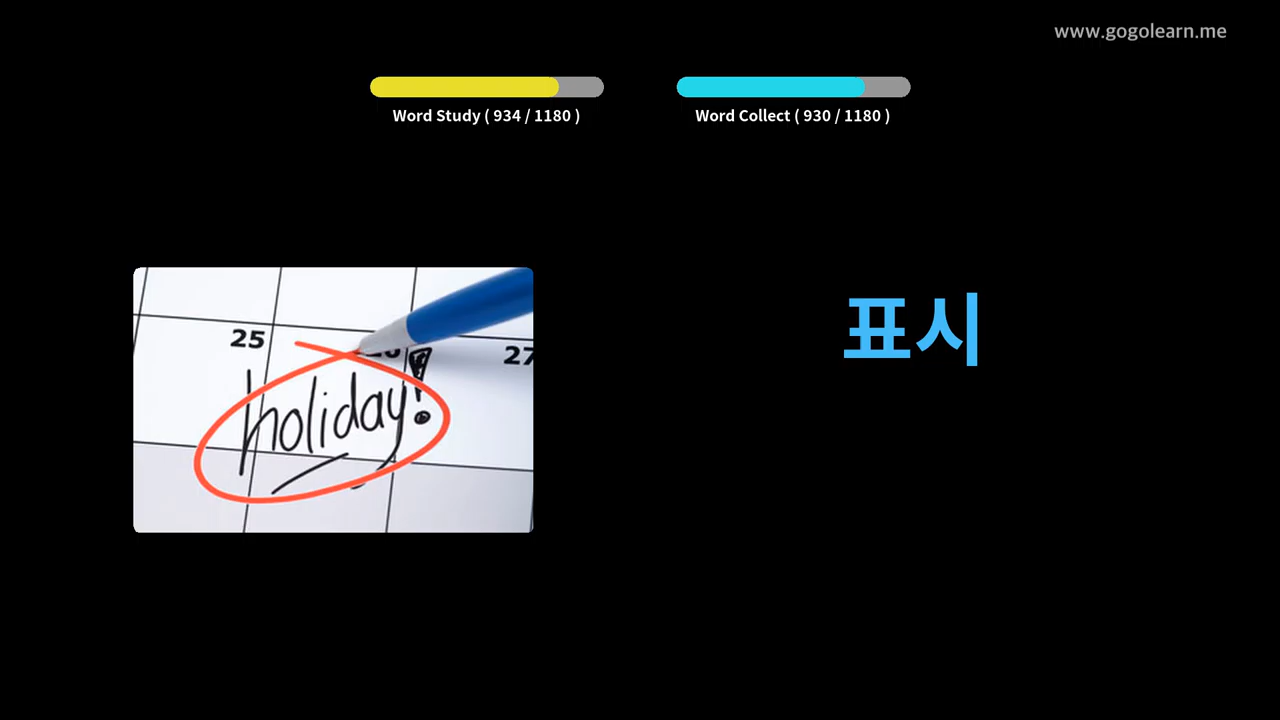 www.gogolearn.me
Word Study ( 934 / 1180 )
Word Collect ( 930 / 1180 )
25
27
holiday!
표시